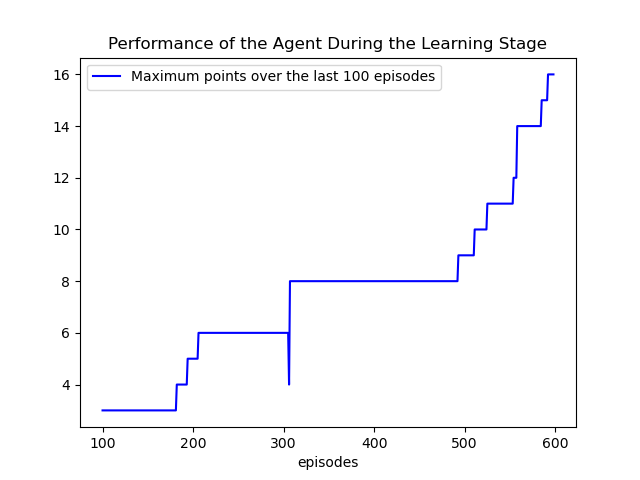 Performance of the Agent During the Learning Stage
Maximum points over the last 100 episodes
16
14
12
10
8
6
4
100 200 300 400 500 600
episodes